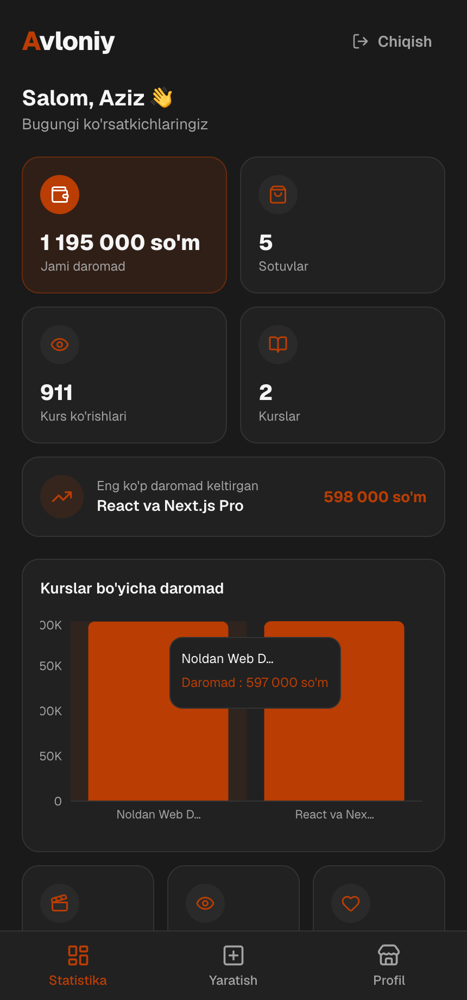 Avloniy
Chiqish
Salom, Aziz 👋
Bugungi ko'rsatkichlaringiz
1 195 000 so'm
Jami daromad
5
Sotuvlar
911
Kurs ko'rishlari
2
Kurslar
Eng ko'p daromad keltirgan
React va Next.js Pro
598 000 so'm
Kurslar bo'yicha daromad
00K
50K
00K
50K
0
Noldan Web D...
Daromad : 597 000 so'm
Noldan Web D...
React va Nex...
Statistika
Yaratish
Profil